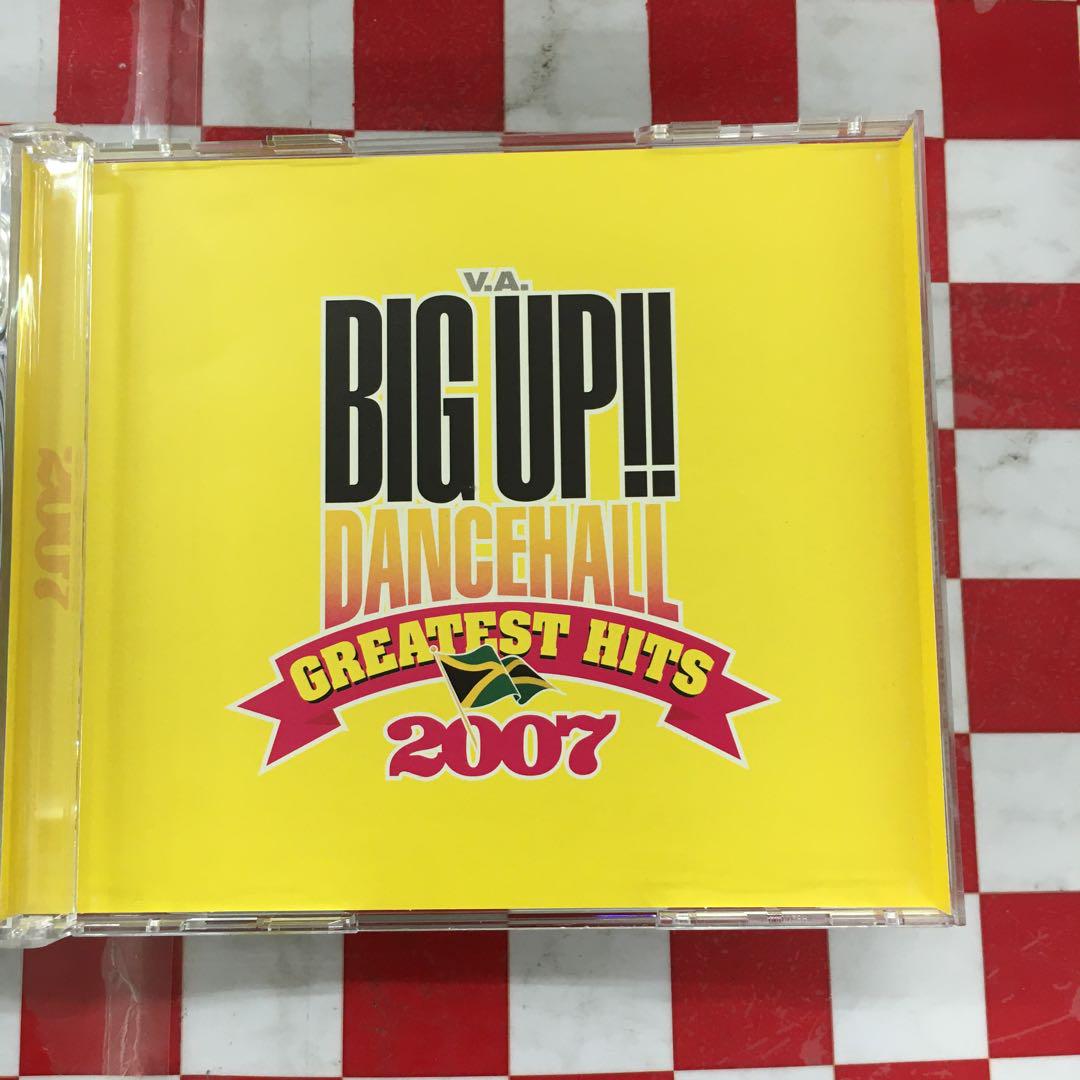 V.A.
BIG UP!!
DANCEHALL
GREATEST HITS
2007
2007